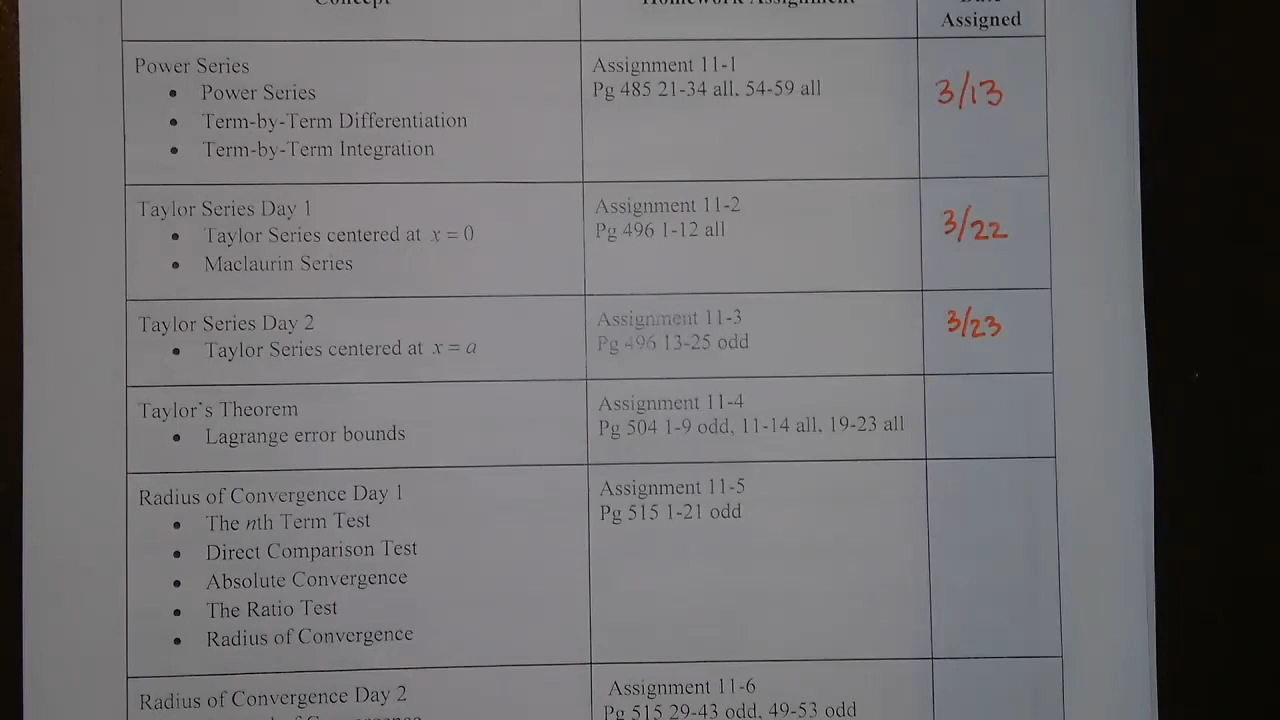 Concept Homework Assignment Date
Assigned
Power Series
• Power Series
• Term-by-Term Differentiation
• Term-by-Term Integration
Assignment 11-1
Pg 485 21-34 all. 54-59 all
3/13
Taylor Series Day 1
• Taylor Series centered at x = 0
• Maclaurin Series
Assignment 11-2
Pg 496 1-12 all
3/22
Taylor Series Day 2
• Taylor Series centered at x = a
Assignment 11-3
Pg 496 13-25 odd
3/23
Taylor's Theorem
• Lagrange error bounds
Assignment 11-4
Pg 504 1-9 odd, 11-14 all. 19-23 all
Radius of Convergence Day 1
• The nth Term Test
• Direct Comparison Test
• Absolute Convergence
• The Ratio Test
• Radius of Convergence
Assignment 11-5
Pg 515 1-21 odd
Radius of Convergence Day 2
of Convergence
Assignment 11-6
Pg 515 29-43 odd. 49-53 odd